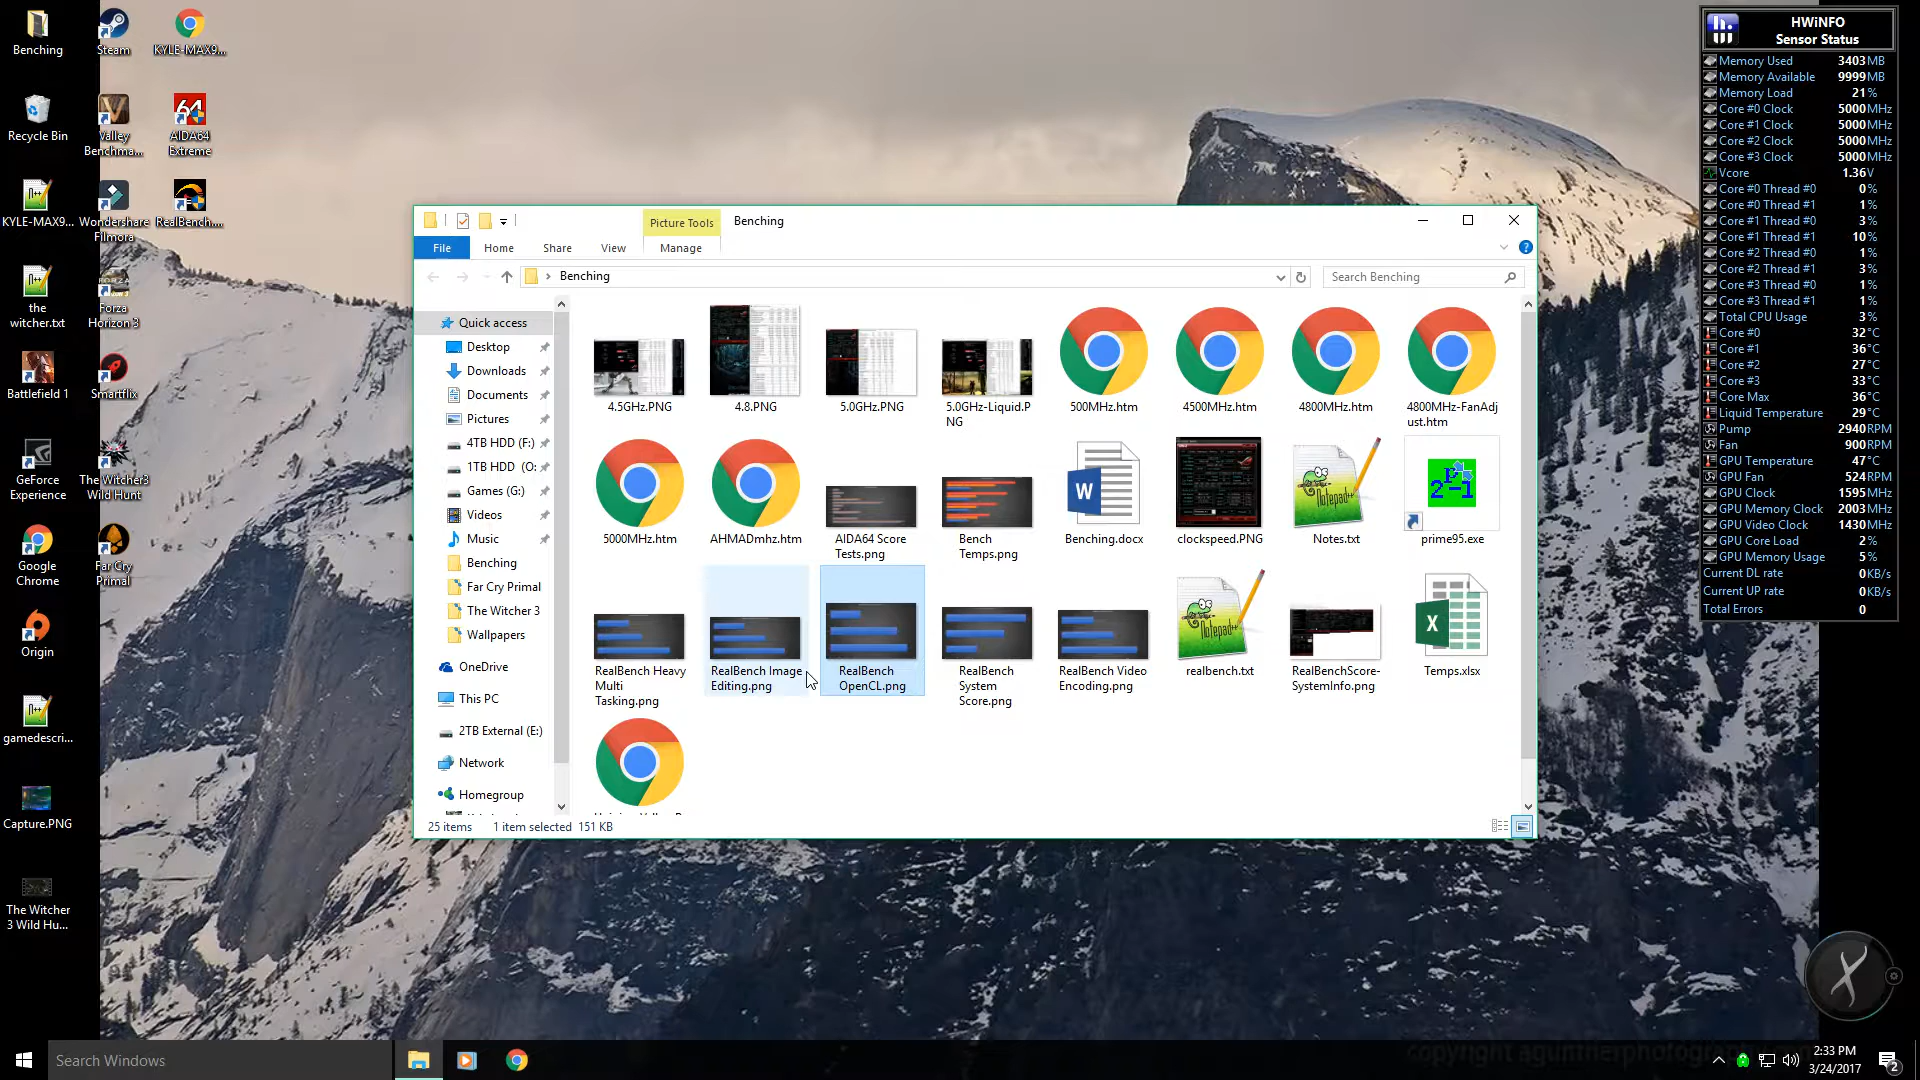 Benching
Steam
KYLE-MAX9...
Recycle Bin
Valley
Benchma...
AIDA64
Extreme
KYLE-MAX9...
Wondershare
Filmora
RealBench....
the
witcher.txt
Forza
Horizon 3
Battlefield 1
Smartflix
GeForce
Experience
The Witcher3
Wild Hunt
Google
Chrome
Far Cry
Primal
Origin
gamedescri...
Capture.PNG
The Witcher
3 Wild Hu...
Picture Tools
Benching
File
Home
Share
View
Manage
Benching
Search Benching
Quick access
Desktop
Downloads
Documents
Pictures
4TB HDD (F:)
1TB HDD (O:
Games (G:)
Videos
Music
Benching
Far Cry Primal
The Witcher 3
Wallpapers
OneDrive
This PC
2TB External (E:)
Network
Homegroup
4.5GHz.PNG
4.8.PNG
5.0GHz.PNG
5.0GHz-Liquid.P
NG
500MHz.htm
4500MHz.htm
4800MHz.htm
4800MHz-FanAdj
ust.htm
5000MHz.htm
AHMADmhz.htm
AIDA64 Score
Tests.png
Bench
Temps.png
Benching.docx
clockspeed.PNG
Notes.txt
prime95.exe
RealBench Heavy
Multi
Tasking.png
RealBench Image
Editing.png
RealBench
OpenCL.png
RealBench
System
Score.png
RealBench Video
Encoding.png
realbench.txt
RealBenchScore-
SystemInfo.png
Temps.xlsx
25 items
1 item selected 151 KB
HWiNFO
Sensor Status
Memory Used 3403 MB
Memory Available 9999 MB
Memory Load 21 %
Core #0 Clock 5000 MHz
Core #1 Clock 5000 MHz
Core #2 Clock 5000 MHz
Core #3 Clock 5000 MHz
Vcore 1.36 V
Core #0 Thread #0 0 %
Core #0 Thread #1 1 %
Core #1 Thread #0 3 %
Core #1 Thread #1 10 %
Core #2 Thread #0 1 %
Core #2 Thread #1 3 %
Core #3 Thread #0 1 %
Core #3 Thread #1 1 %
Total CPU Usage 3 %
Core #0 32 °C
Core #1 36 °C
Core #2 27 °C
Core #3 33 °C
Core Max 36 °C
Liquid Temperature 29 °C
Pump 2940 RPM
Fan 900 RPM
GPU Temperature 47 °C
GPU Fan 524 RPM
GPU Clock 1595 MHz
GPU Memory Clock 2003 MHz
GPU Video Clock 1430 MHz
GPU Core Load 2 %
GPU Memory Usage 5 %
Current DL rate 0 KB/s
Current UP rate 0 KB/s
Total Errors 0
Search Windows
2:33 PM
3/24/2017
2